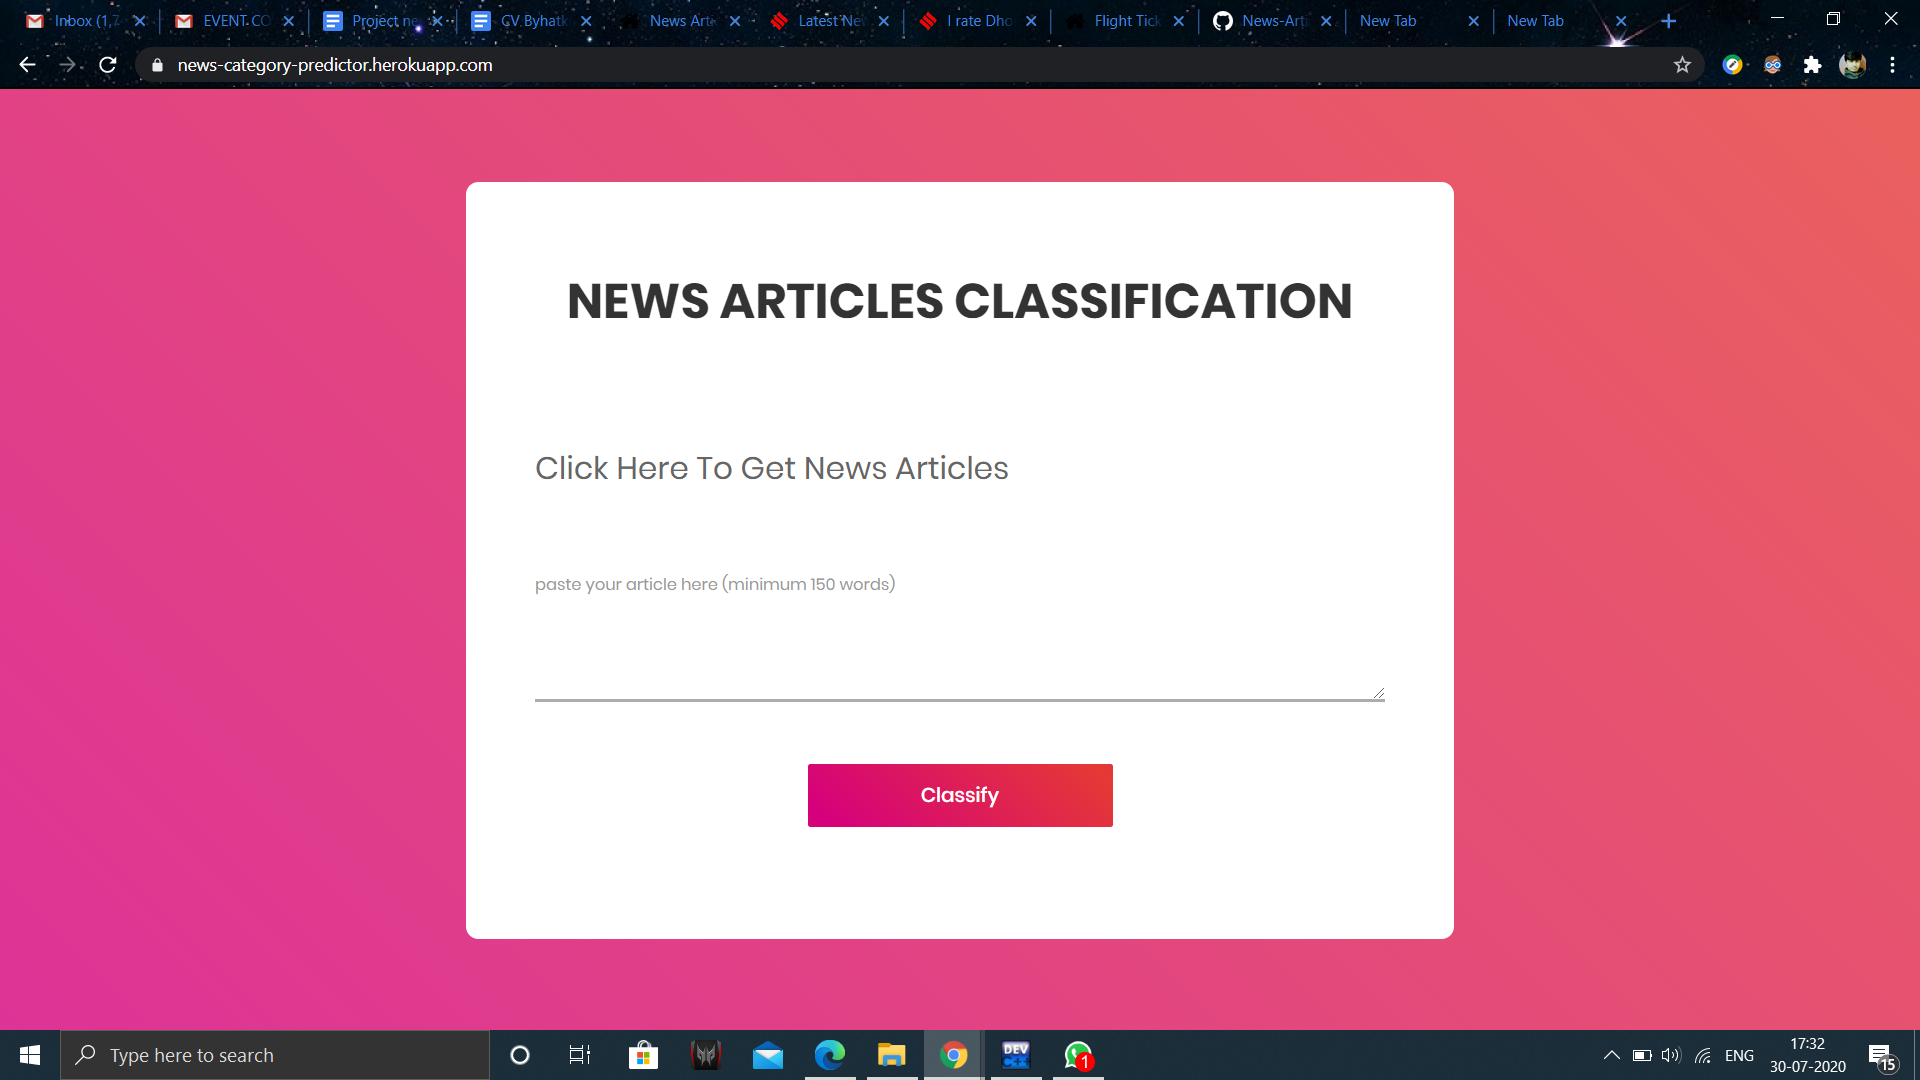 Inbox (1,7
EVENT CO
Project ne
CV Byhatk
News Arti
Latest Nev
I rate Dho
Flight Tick
News-Arti
New Tab
New Tab
news-category-predictor.herokuapp.com
NEWS ARTICLES CLASSIFICATION
Click Here To Get News Articles
paste your article here (minimum 150 words)
Classify
Type here to search
DEV
C++
1
ENG
17:32
30-07-2020
15